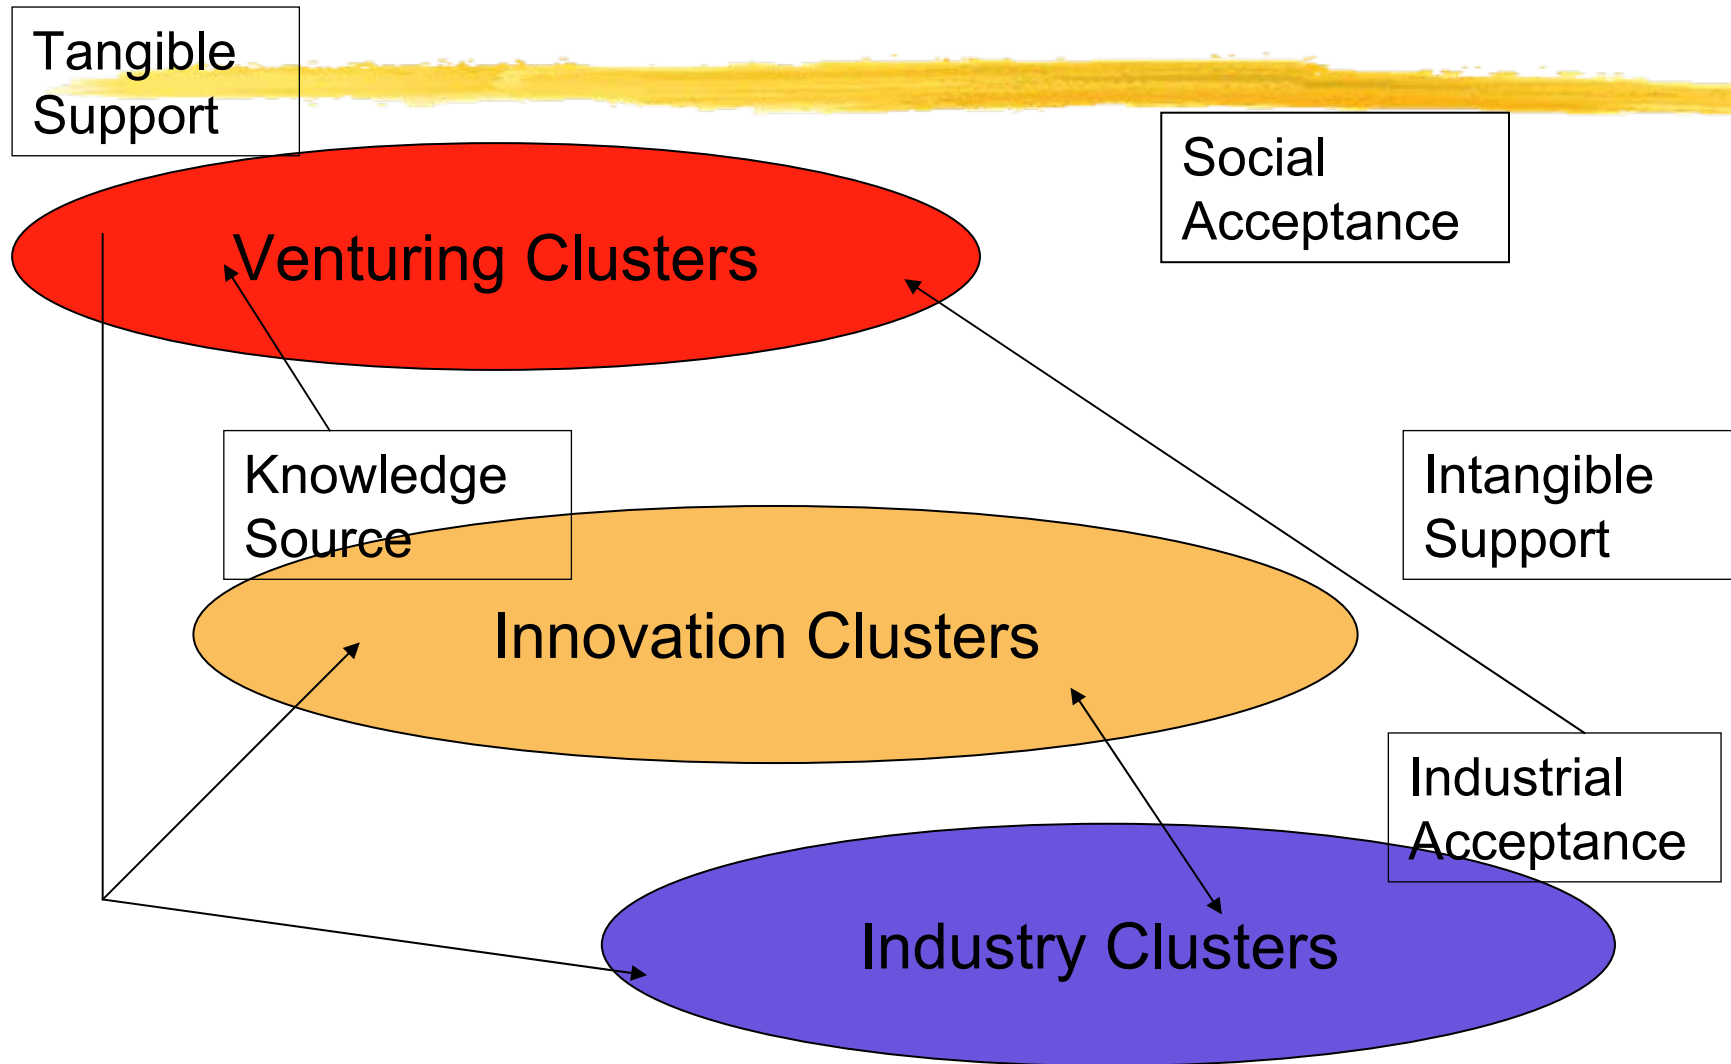 Tangible
Support
Social
Acceptance
Venturing Clusters
Knowledge
Source
Intangible
Support
Innovation Clusters
Industrial
Acceptance
Industry Clusters